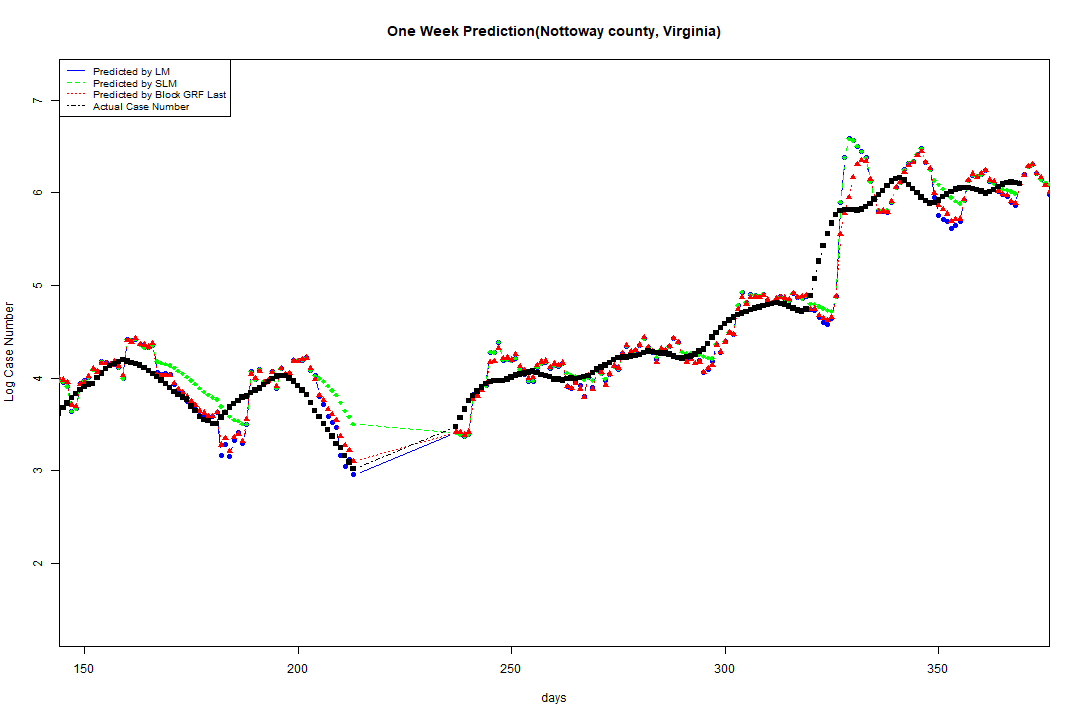 One Week Prediction(Nottoway county, Virginia)
Predicted by LM
Predicted by SLM
Predicted by Block GRF Last
Actual Case Number
Log Case Number
7
6
5
4
3
2
150 200 250 300 350
days